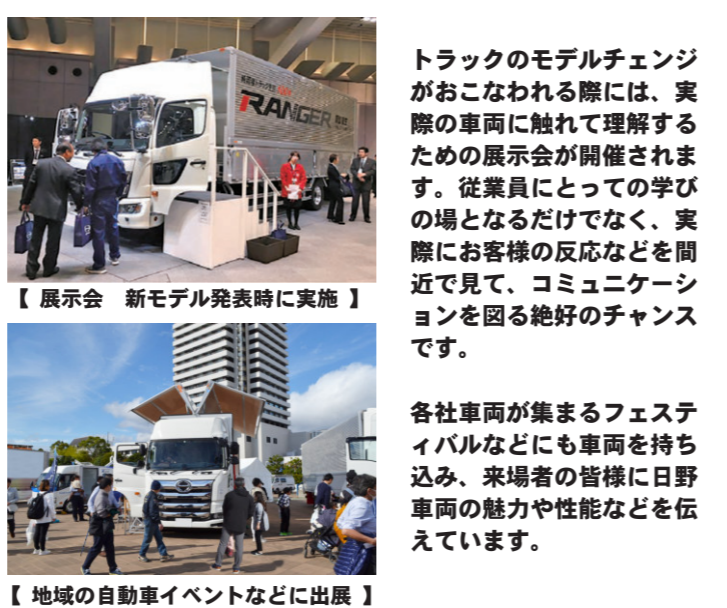 RANGER
【 展示会　新モデル発表時に実施 】
【 地域の自動車イベントなどに出展 】
トラックのモデルチェンジ
がおこなわれる際には、実
際の車両に触れて理解する
ための展示会が開催されま
す。従業員にとっての学び
の場となるだけでなく、実
際にお客様の反応などを間
近で見て、コミュニケーシ
ョンを図る絶好のチャンス
です。
各社車両が集まるフェステ
ィバルなどにも車両を持ち
込み、来場者の皆様に日野
車両の魅力や性能などを伝
えています。